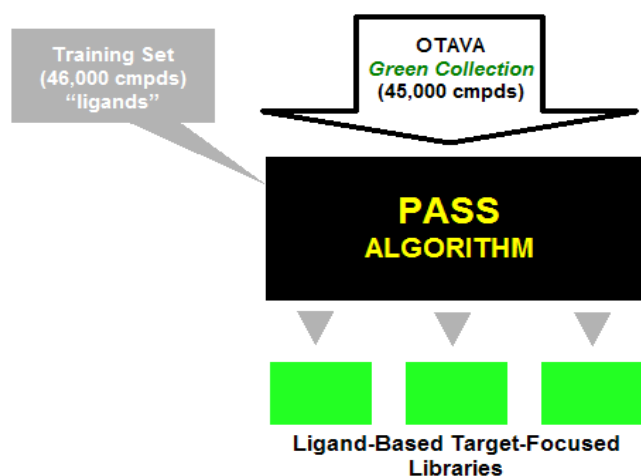 Training Set
(46,000 cmpds)
“ligands”
OTAVA
Green Collection
(45,000 cmpds)
PASS
ALGORITHM
Ligand-Based Target-Focused
Libraries